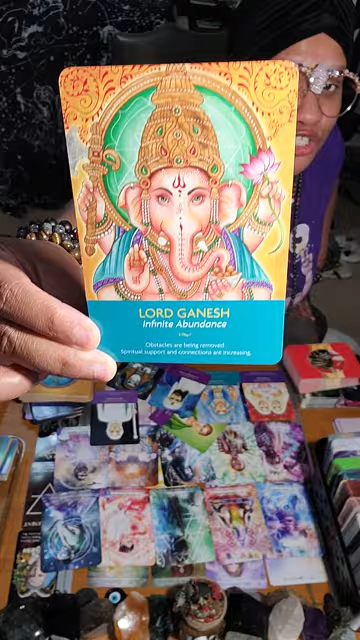 LORD GANESH
Infinite Abundance
Obstacles are being removed
Spiritual support and connections are increasing.